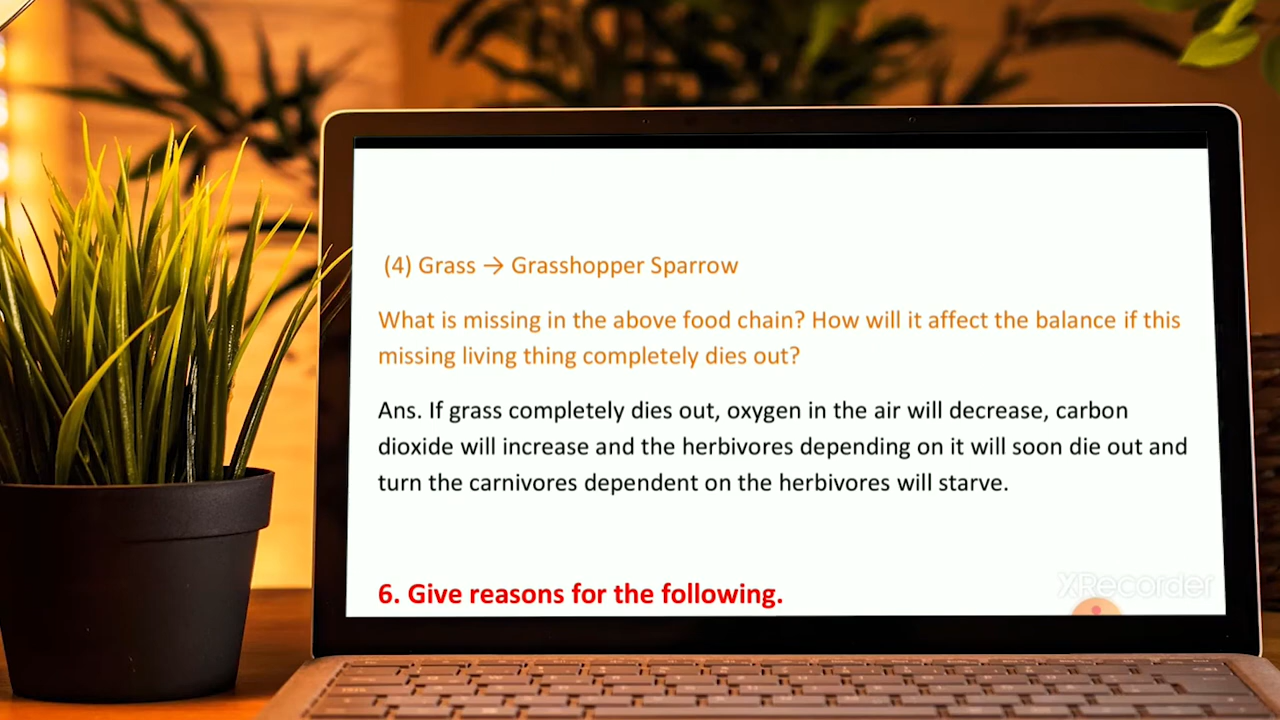 (4) Grass → Grasshopper Sparrow
What is missing in the above food chain? How will it affect the balance if this
missing living thing completely dies out?
Ans. If grass completely dies out, oxygen in the air will decrease, carbon
dioxide will increase and the herbivores depending on it will soon die out and
turn the carnivores dependent on the herbivores will starve.
6. Give reasons for the following.
XRecorder